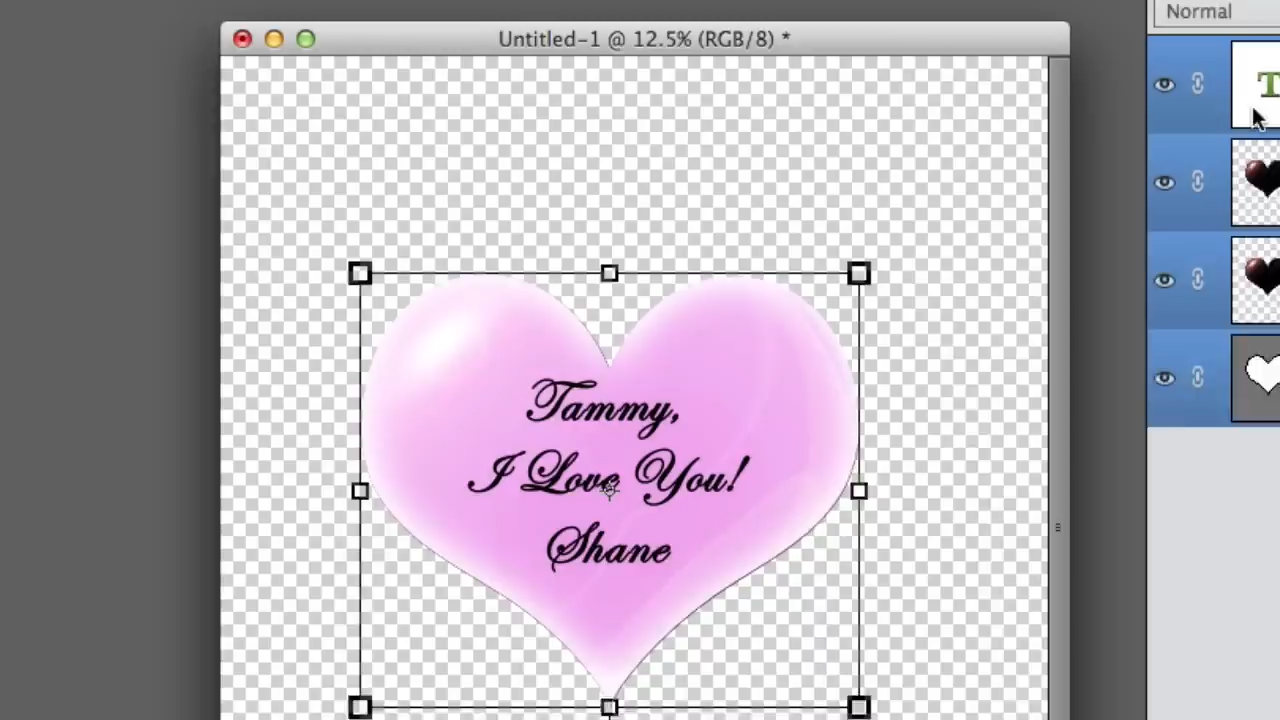 Normal
Untitled-1 @ 12.5% (RGB/8) *
T
Tammy,
I Love You!
Shane